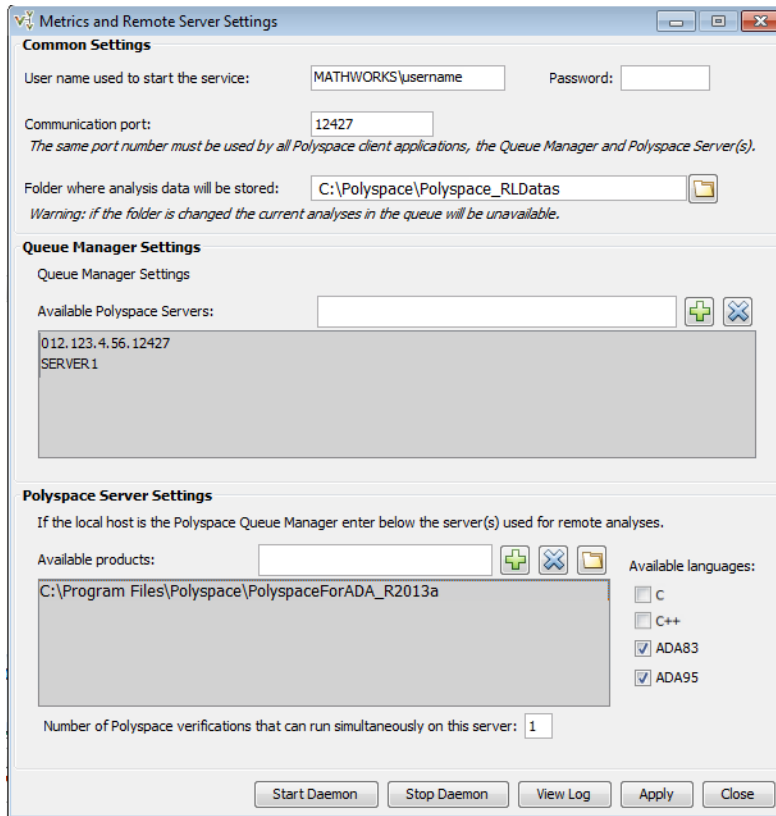 Metrics and Remote Server Settings
Common Settings
User name used to start the service: MATHWORKS\username Password:
Communication port: 12427
The same port number must be used by all Polyspace client applications, the Queue Manager and Polyspace Server(s).
Folder where analysis data will be stored: C:\Polyspace\Polyspace_RLDatas
Warning: if the folder is changed the current analyses in the queue will be unavailable.
Queue Manager Settings
Queue Manager Settings
Available Polyspace Servers:
012.123.4.56.12427
SERVER1
Polyspace Server Settings
If the local host is the Polyspace Queue Manager enter below the server(s) used for remote analyses.
Available products:
Available languages:
C:\Program Files\Polyspace\PolyspaceForADA_R2013a
C
C++
ADA83
ADA95
Number of Polyspace verifications that can run simultaneously on this server: 1
Start Daemon Stop Daemon View Log Apply Close